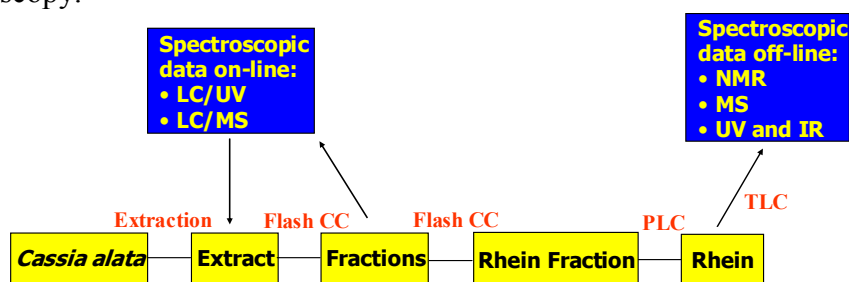 scopy.
Spectroscopic
data on-line:
• LC/UV
• LC/MS
Spectroscopic
data off-line:
• NMR
• MS
• UV and IR
Extraction
Flash CC
Flash CC
PLC
TLC
Cassia alata
Extract
Fractions
Rhein Fraction
Rhein